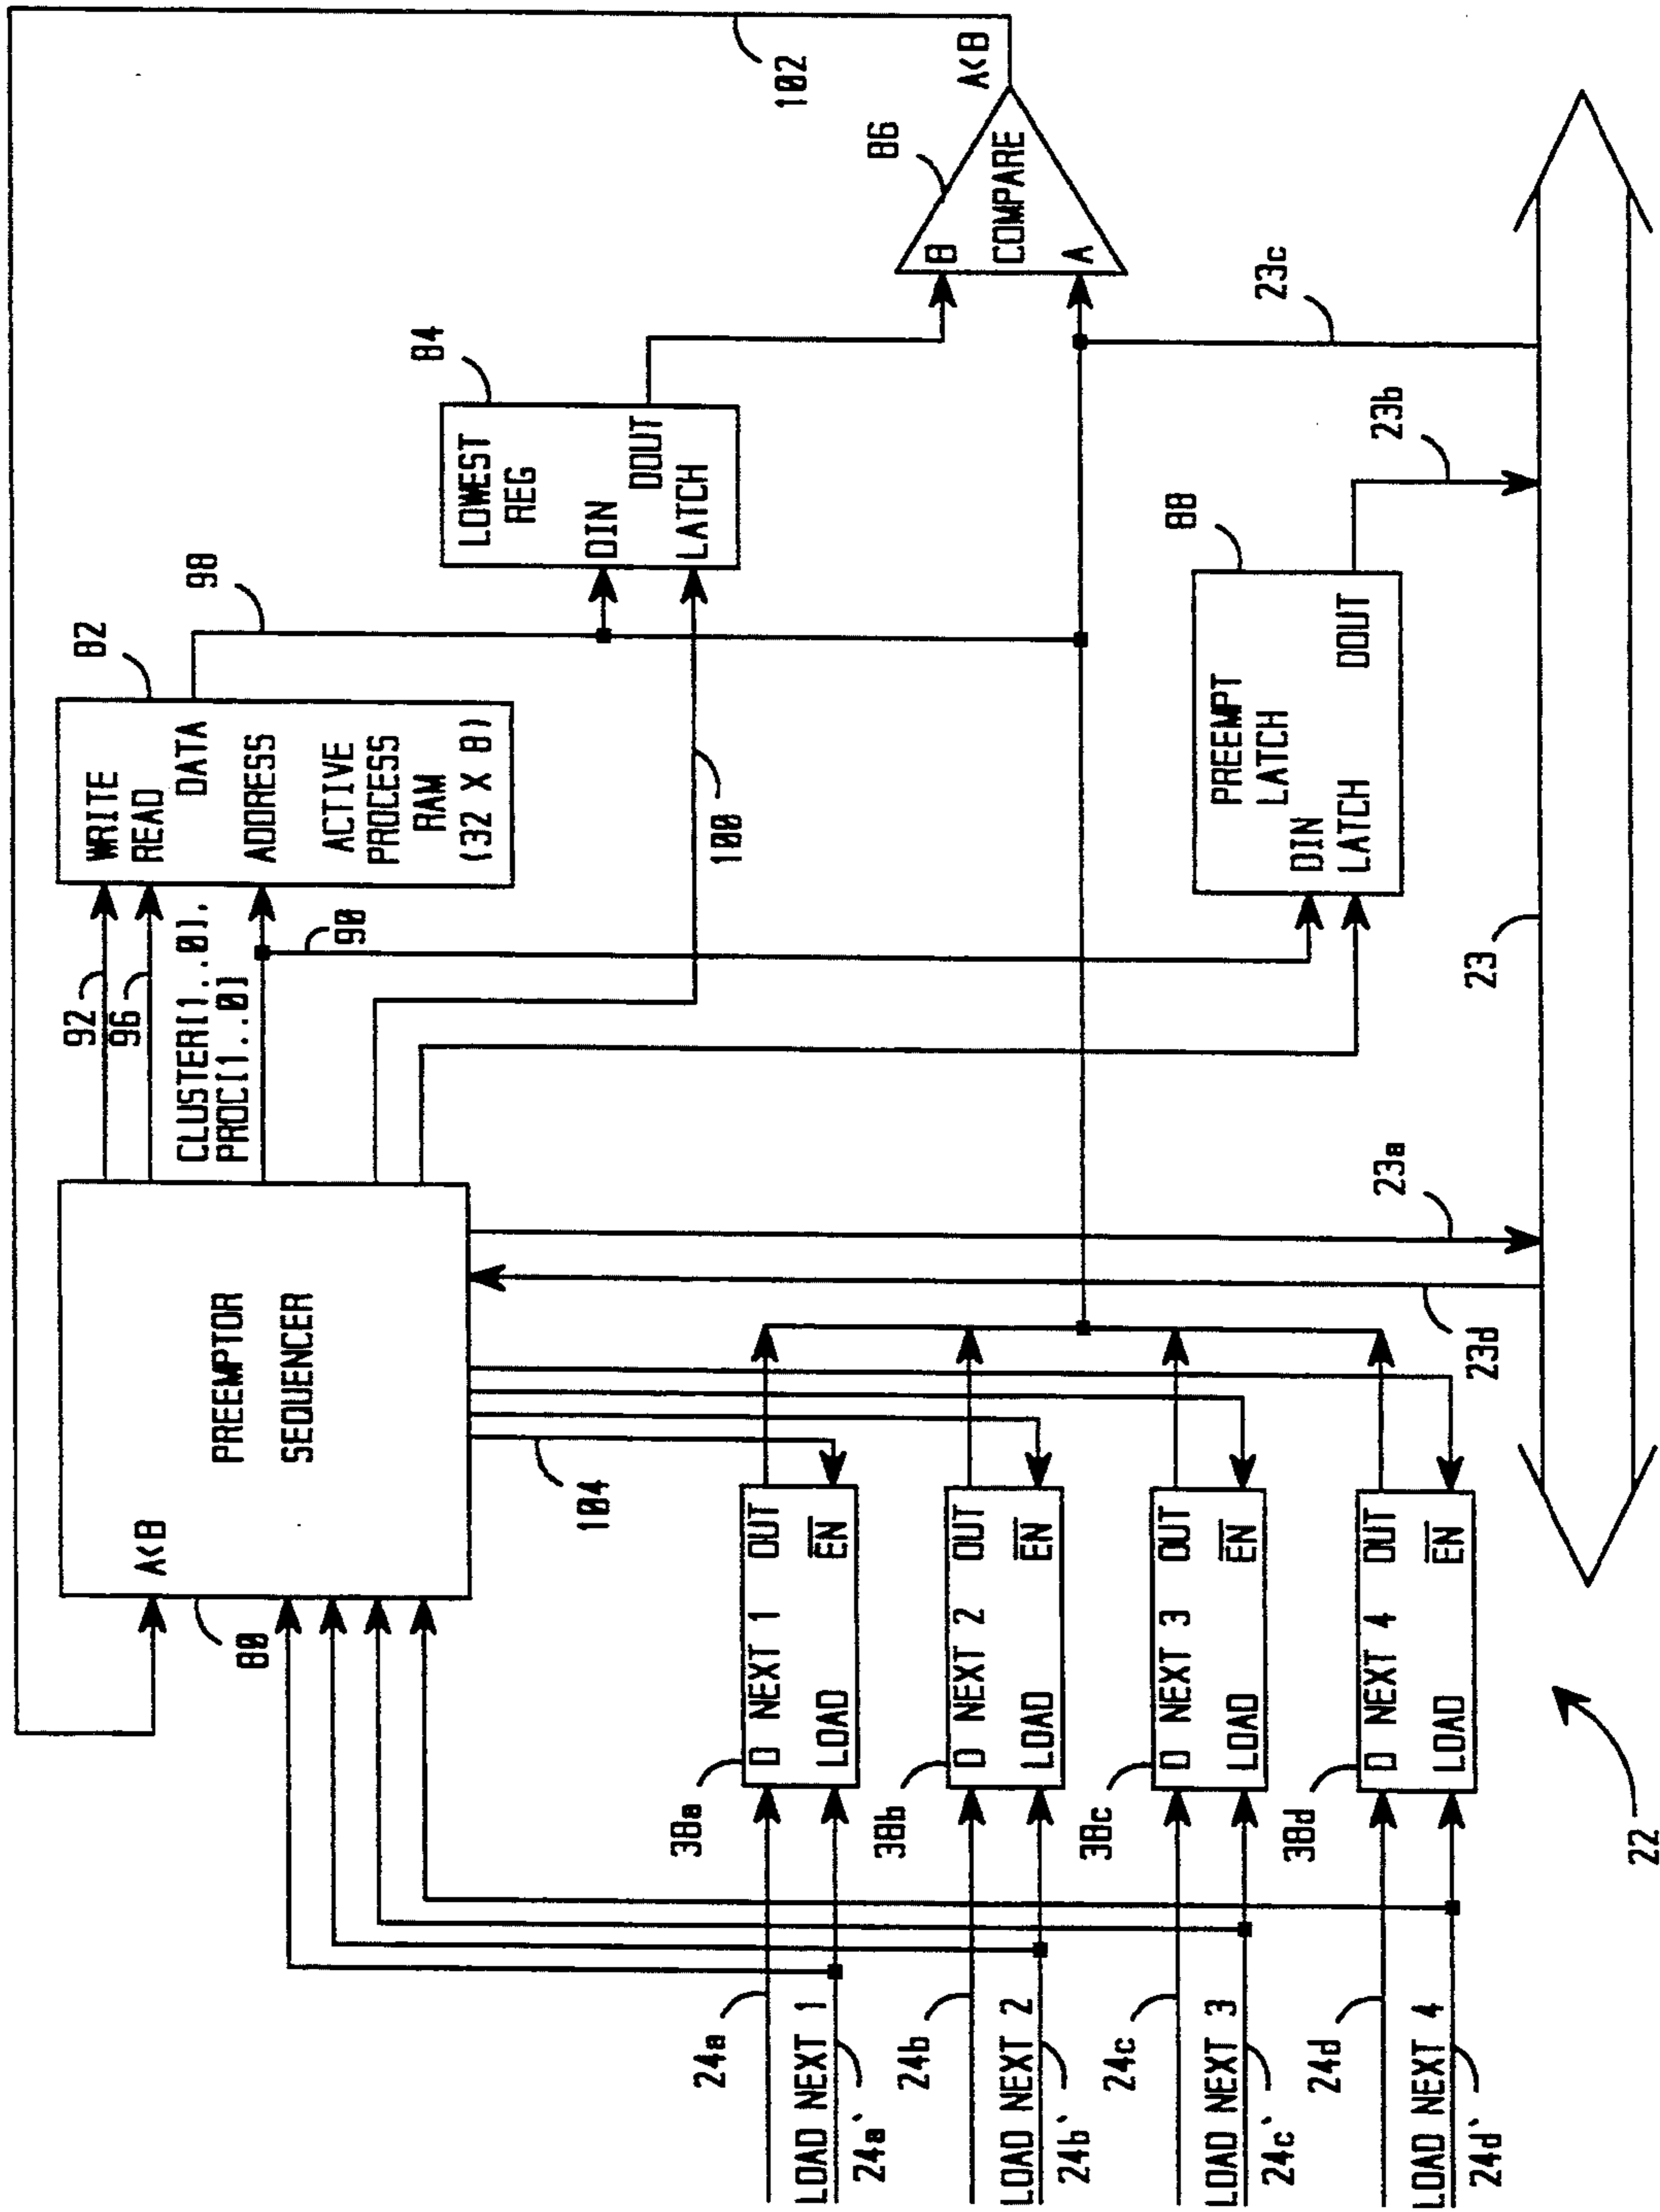 92
96
82
WRITE
READ
DATA
ADDRESS
ACTIVE
PROCESS
RAM
(32 X 8)
A<B
PREEMPTOR
SEQUENCER
80
CLUSTER[1..0],
PROC[1..0]
90
98
102
84
LOWEST
REG
DIN
DOUT
LATCH
100
104
86
B
COMPARE
A
A<B
24a
LOAD NEXT 1
24a`
38a
D NEXT 1 OUT
LOAD EN
24b
LOAD NEXT 2
24b`
38b
D NEXT 2 OUT
LOAD EN
24c
LOAD NEXT 3
24c`
38c
D NEXT 3 OUT
LOAD EN
24d
LOAD NEXT 4
24d`
38d
D NEXT 4 OUT
LOAD EN
88
PREEMPT
LATCH
DIN
LATCH
DOUT
23c
23a
23b
23d
23
22